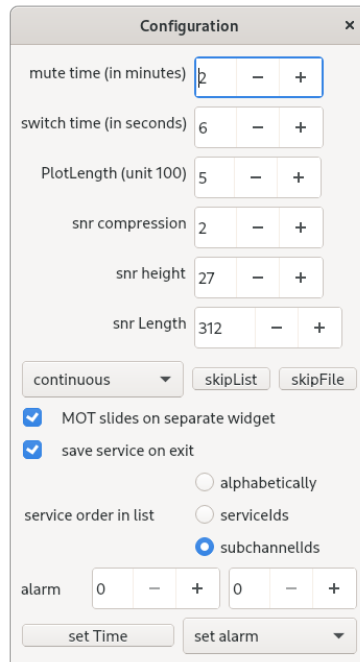 Configuration ×
mute time (in minutes) 2 − +
switch time (in seconds) 6 − +
PlotLength (unit 100) 5 − +
snr compression 2 − +
snr height 27 − +
snr Length 312 − +
continuous skipList skipFile
MOT slides on separate widget
save service on exit
alphabetically
service order in list serviceIds
subchannelIds
alarm 0 − + 0 − +
set Time set alarm